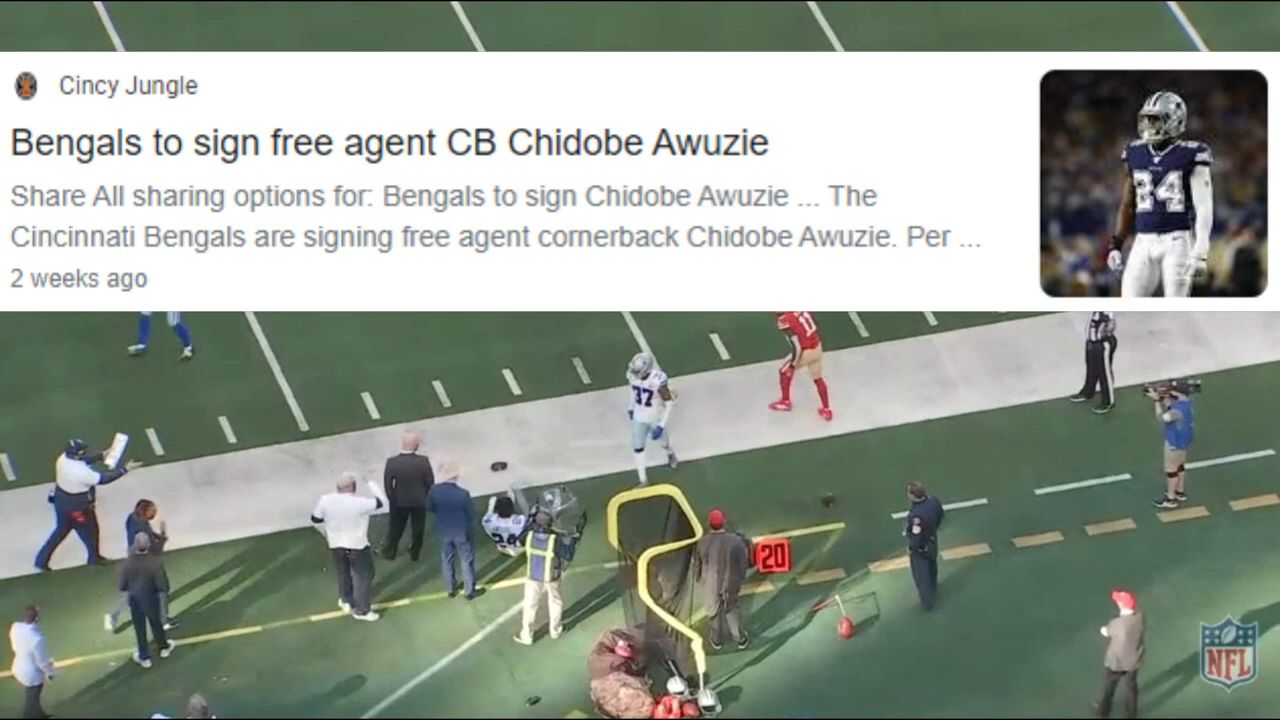 Cincy Jungle
Bengals to sign free agent CB Chidobe Awuzie
Share All sharing options for: Bengals to sign Chidobe Awuzie ... The
Cincinnati Bengals are signing free agent cornerback Chidobe Awuzie. Per ...
2 weeks ago
24
11
37
24
20
NFL